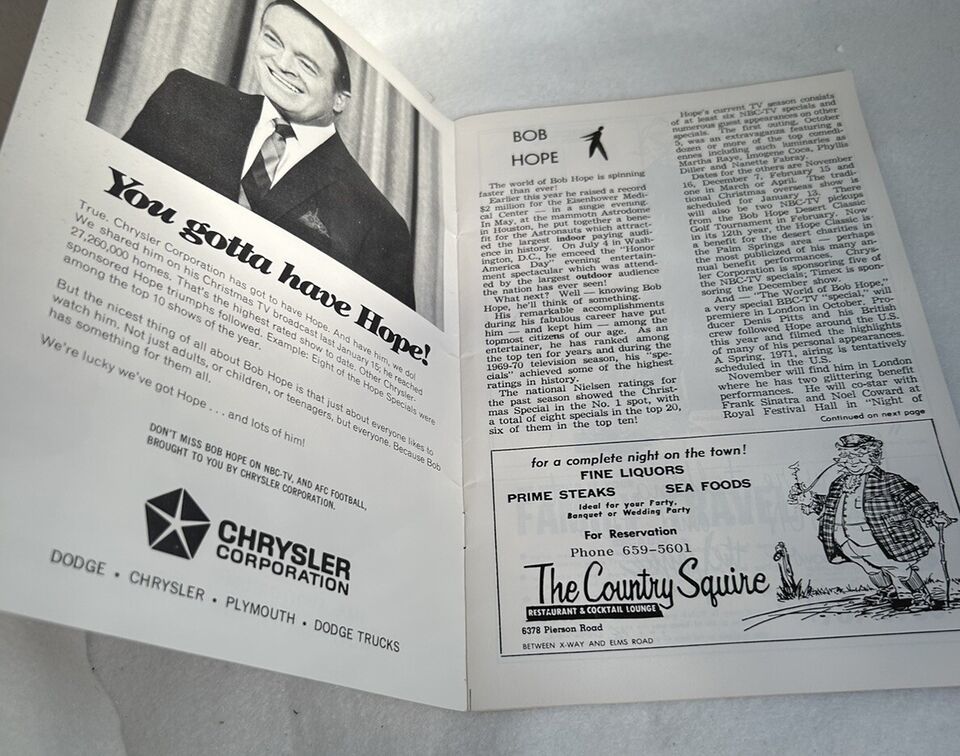 You gotta have Hope!
True. Chrysler Corporation has got to have Hope. And have him, we do!
We shared him on his Christmas TV broadcast last January 15; he reached
27,260,000 homes. That's the highest rated show to date. Other Chrysler-
sponsored Hope triumphs followed. Example: Eight of the Hope Specials were
among the top 10 shows of the year.
But the nicest thing of all about Bob Hope is that just about everyone likes to
watch him. Not just adults, or children, or teenagers, but everyone. Because Bob
has something for them all.
We're lucky we've got Hope . . . and lots of him!
DON'T MISS BOB HOPE ON NBC-TV, AND AFC FOOTBALL,
BROUGHT TO YOU BY CHRYSLER CORPORATION.
CHRYSLER
CORPORATION
DODGE • CHRYSLER • PLYMOUTH • DODGE TRUCKS
BOB
HOPE
The world of Bob Hope is spinning
faster than ever!
Earlier this year he raised a record
$2 million for the Eisenhower Medi-
cal Center — in a single evening.
In May, at the mammoth Astrodome
in Houston, he put together a bene-
fit for the Astronauts which attract-
ed the largest indoor paying audi-
ence in history. On July 4 in Wash-
ington, D.C., he emceed the "Honor
America Day" evening entertain-
ment spectacular which was attend-
ed by the largest outdoor audience
the nation has ever seen!
What next? Well — knowing Bob
Hope, he'll think of something.
His remarkable accomplishments
during his fabulous career have put
him — and kept him — among the
topmost citizens of our age. As an
entertainer, he has ranked among
the top ten for years and during the
1969-70 television season, his "spe-
cials" achieved some of the highest
ratings in history.
The national Nielsen ratings for
the past season showed the Christ-
mas Special in the No. 1 spot, with
a total of eight specials in the top 20,
six of them in the top ten!
Hope's current TV season consists
of at least six NBC-TV specials and
numerous guest appearances on other
specials. The first outing, October
5, was an extravaganza featuring a
dozen or more of the top comedi-
ennes including such luminaries as
Martha Raye, Imogene Coca, Phyllis
Diller and Nanette Fabray.
Dates for the others are November
16, December 7, February 15 and
one in March or April. The tradi-
tional Christmas overseas show is
scheduled for January 13. There
will also be two NBC-TV pickups
from the Bob Hope Desert Classic
Golf Tournament in February. Now
in its 12th year, the Hope Classic is
a benefit for the desert charities in
the Palm Springs area — perhaps
the most publicized of his many an-
nual benefit performances. Chrys-
ler Corporation is sponsoring five of
the NBC-TV specials; Timex is spon-
soring the December show.
And — "The World of Bob Hope,"
a very special BBC-TV "special," will
premiere in London in October. Pro-
ducer Denis Pitts and his British
crew followed Hope around the U.S.
this year and filmed the highlights
of many of his personal appearances.
A Spring, 1971, airing is tentatively
scheduled in the U.S.
November will find him in London
where he has two glittering benefit
performances. He will co-star with
Frank Sinatra and Noel Coward at
Royal Festival Hall in "Night of
Continued on next page
for a complete night on the town!
FINE LIQUORS
PRIME STEAKS SEA FOODS
Ideal for your Party,
Banquet or Wedding Party
For Reservation
Phone 659-5601
The Country Squire
RESTAURANT & COCKTAIL LOUNGE
6378 Pierson Road
BETWEEN X-WAY AND ELMS ROAD